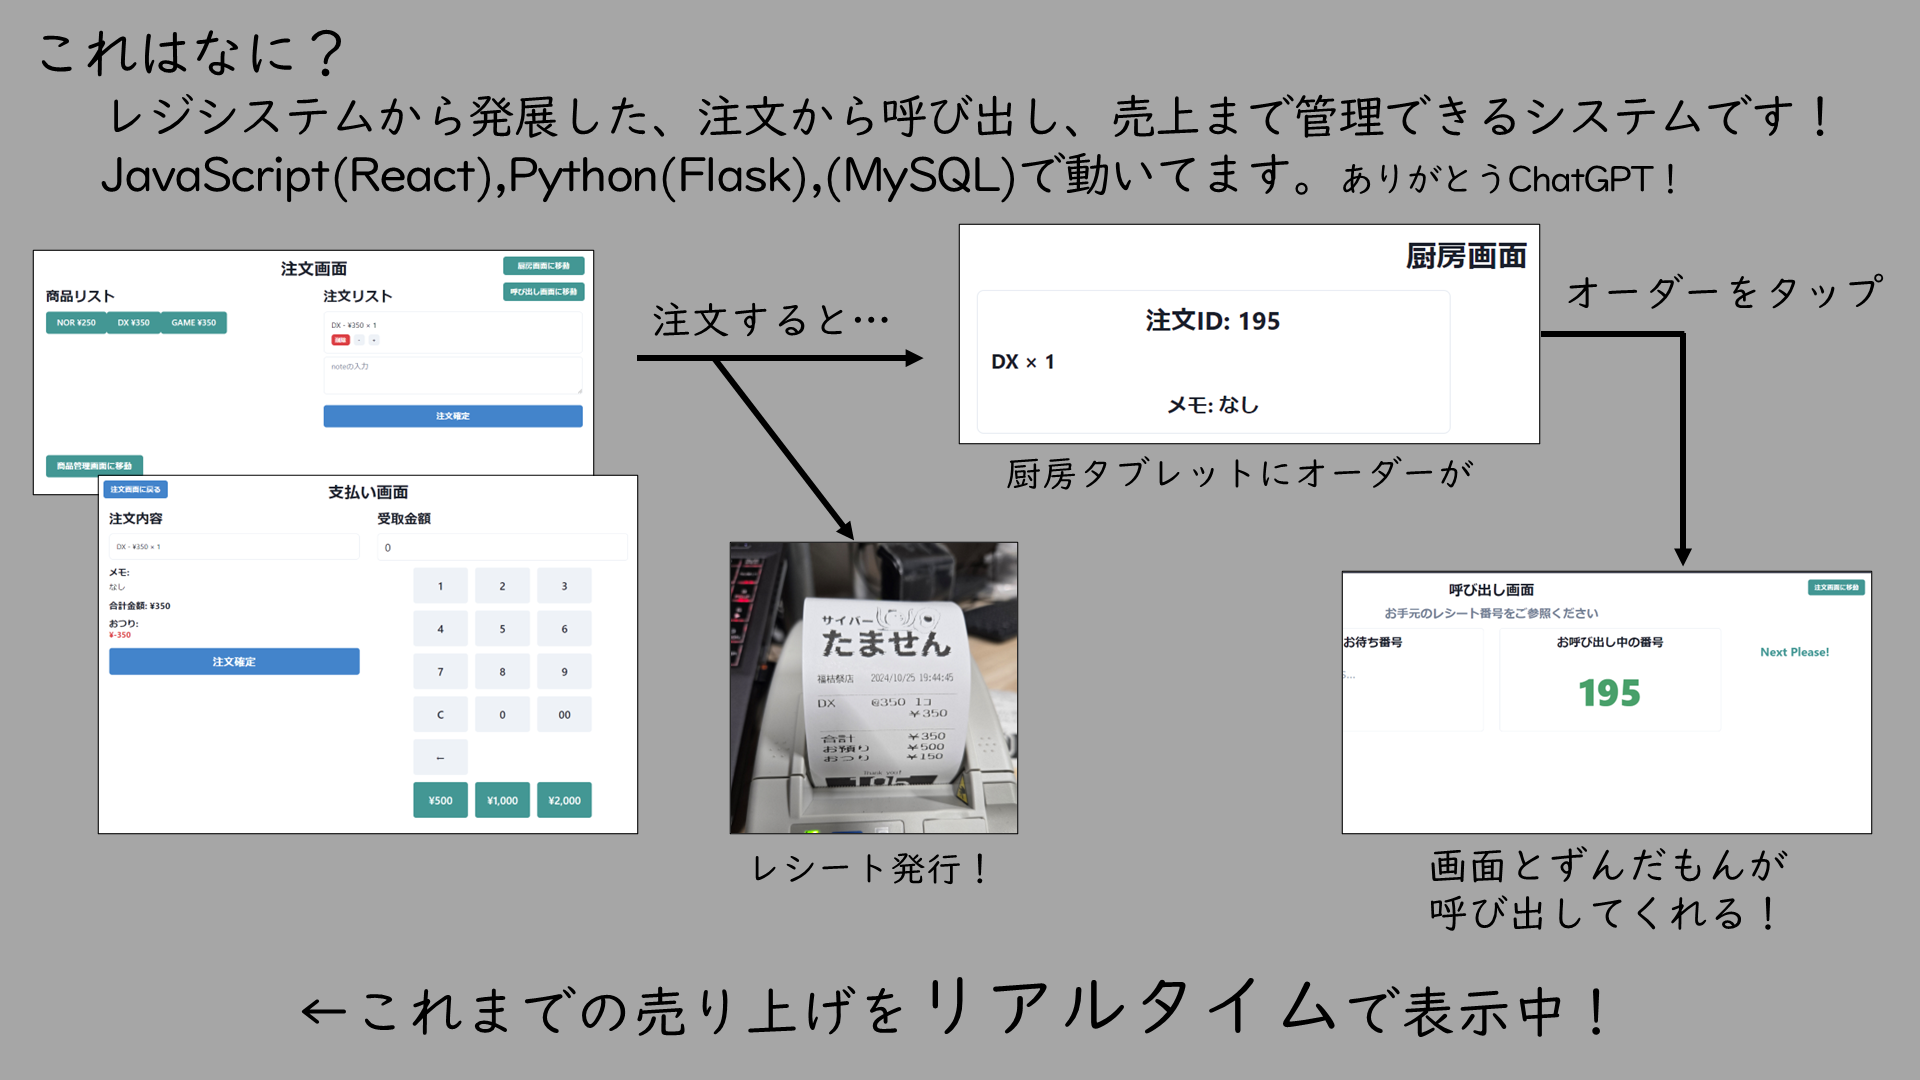 これはなに？
レジシステムから発展した、注文から呼び出し、売上まで管理できるシステムです！
JavaScript(React),Python(Flask),(MySQL)で動いてます。ありがとうChatGPT！
注文画面
厨房画面に移動
呼び出し画面に移動
商品リスト
NOR ¥250
DX ¥350
GAME ¥350
注文リスト
DX - ¥350 × 1
削除
-
+
noteの入力
注文確定
商品管理画面に移動
注文画面に戻る
支払い画面
注文内容
DX - ¥350 × 1
メモ:
なし
合計金額: ¥350
おつり:
¥-350
注文確定
受取金額
0
1 2 3
4 5 6
7 8 9
C 0 00
←
¥500 ¥1,000 ¥2,000
注文すると…
厨房画面
注文ID: 195
DX × 1
メモ: なし
厨房タブレットにオーダーが
オーダーをタップ
サイバー
たません
福桔祭店 2024/10/25 19:44:45
DX @350 1コ
¥350
合計 ¥350
お預り ¥500
おつり ¥150
Thank you!
195
レシート発行！
呼び出し画面
注文画面に移動
お手元のレシート番号をご参照ください
お待ち番号
お呼び出し中の番号
195
Next Please!
画面とずんだもんが
呼び出してくれる！
←これまでの売り上げをリアルタイムで表示中！